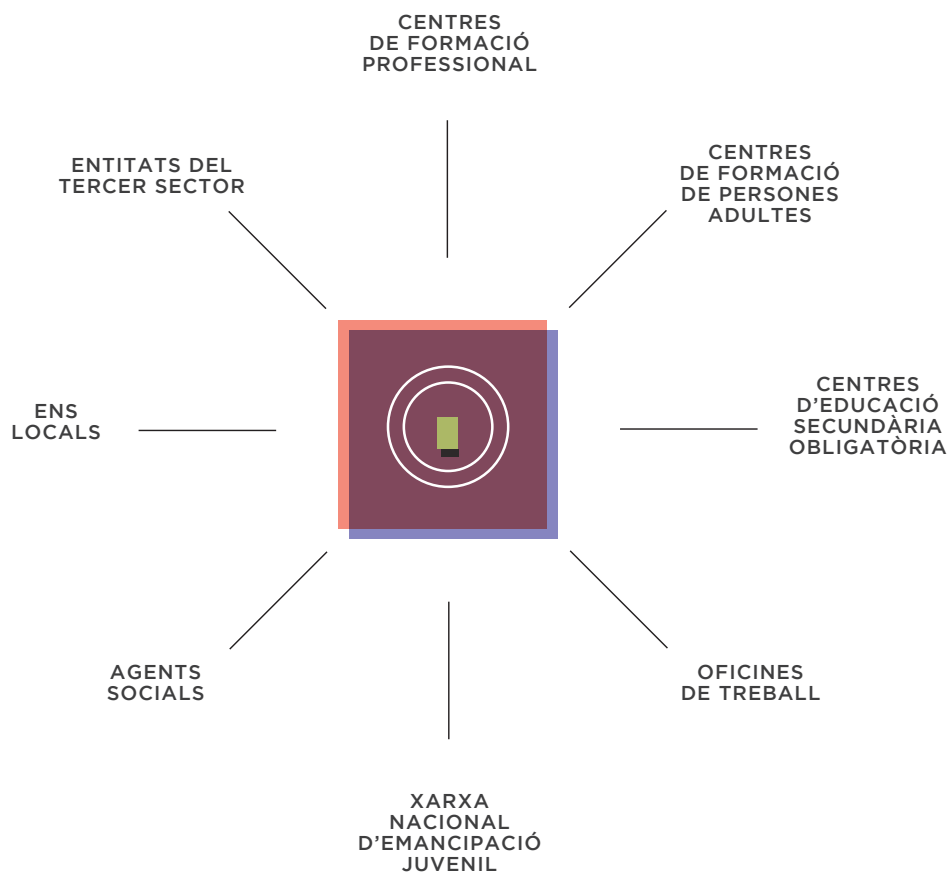 CENTRES
DE FORMACIÓ
PROFESSIONAL
ENTITATS DEL
TERCER SECTOR
CENTRES
DE FORMACIÓ
DE PERSONES
ADULTES
ENS
LOCALS
CENTRES
D’EDUCACIÓ
SECUNDÀRIA
OBLIGATÒRIA
AGENTS
SOCIALS
OFICINES
DE TREBALL
XARXA
NACIONAL
D’EMANCIPACIÓ
JUVENIL